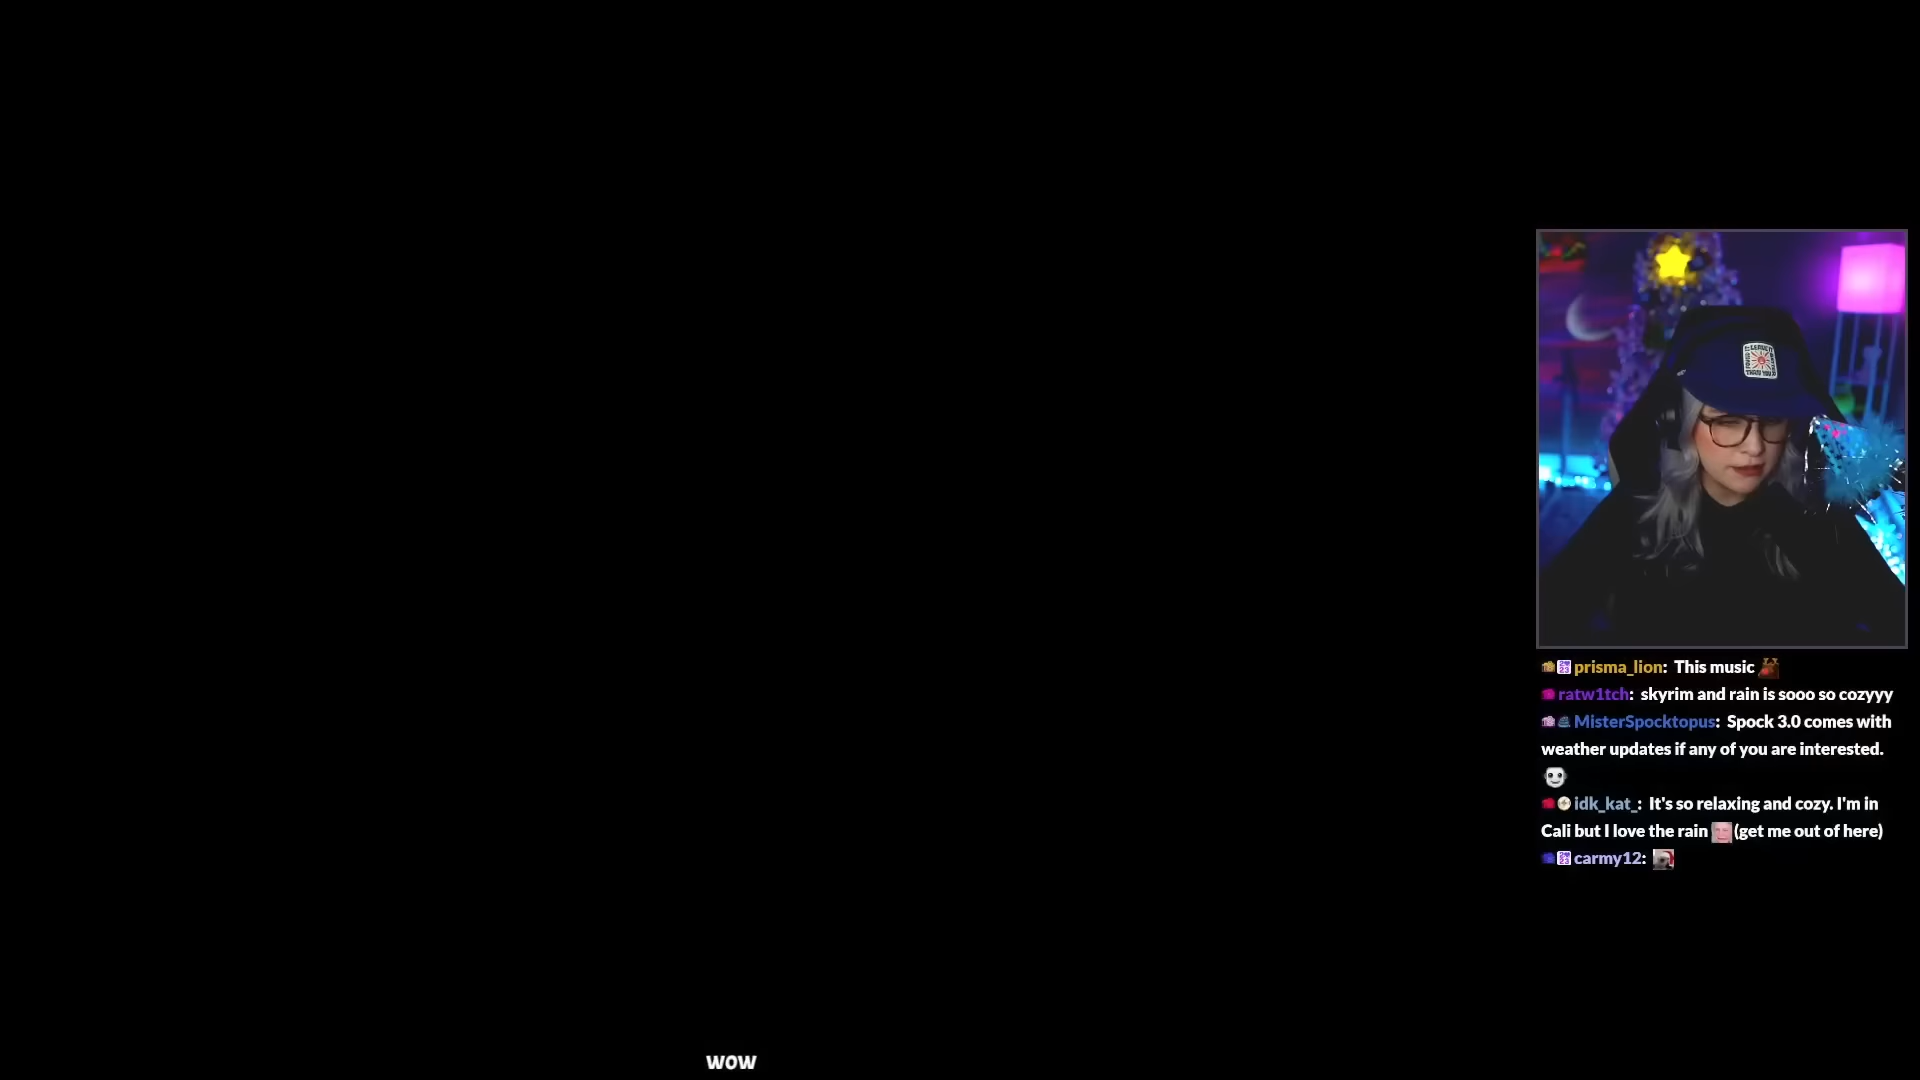 prisma_lion: This music
ratw1tch: skyrim and rain is sooo so cozyyy
MisterSpocktopus: Spock 3.0 comes with
weather updates if any of you are interested.
idk_kat_: It's so relaxing and cozy. I'm in
Cali but I love the rain (get me out of here)
carmy12:
wow